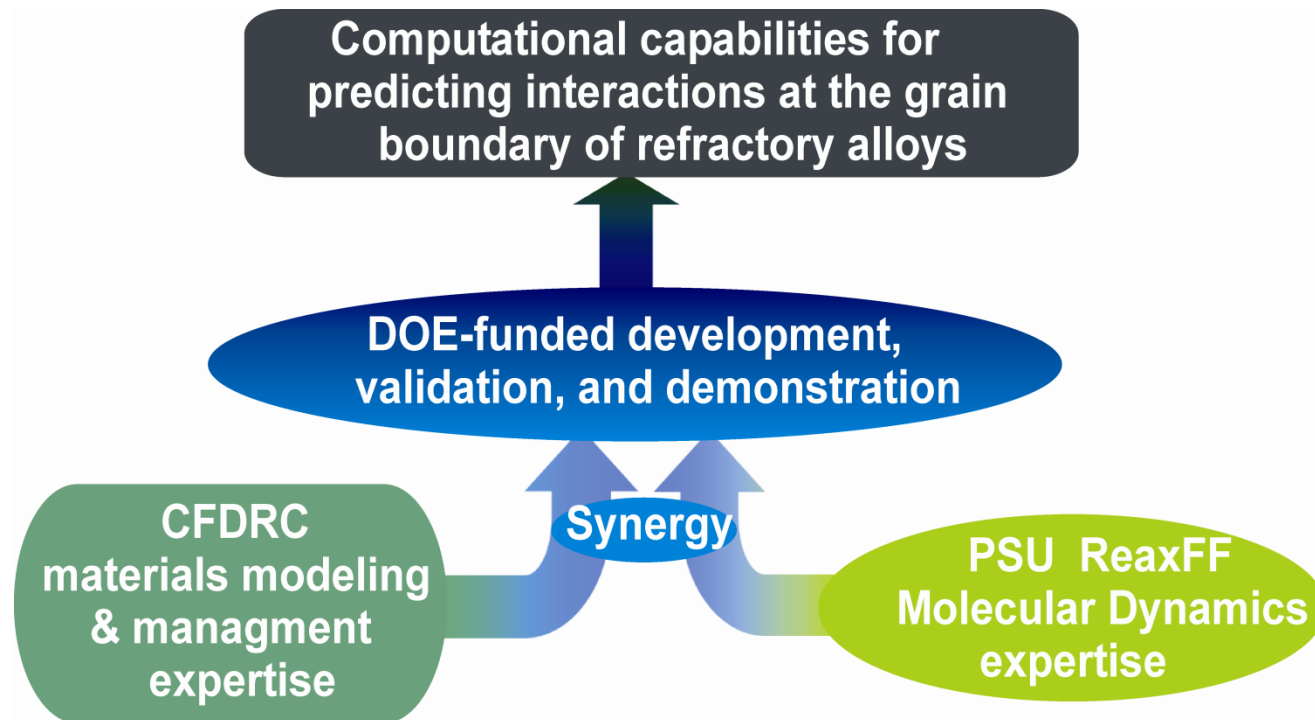 Computational capabilities for
predicting interactions at the grain
boundary of refractory alloys
DOE-funded development,
validation, and demonstration
Synergy
CFDRC
materials modeling
& managment
expertise
PSU ReaxFF
Molecular Dynamics
expertise